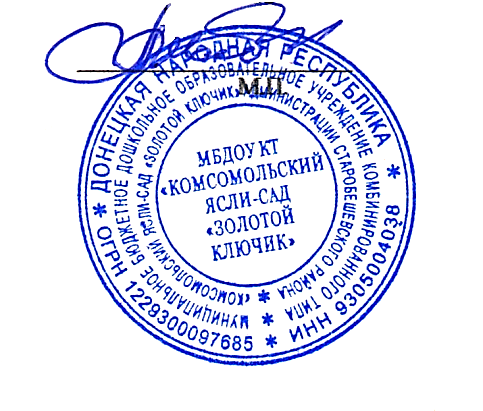 М.П.
ДОНЕЦКАЯ НАРОДНАЯ РЕСПУБЛИКА
* ОГРН 1229300097685 * ИНН 9305004038 *
МУНИЦИПАЛЬНОЕ БЮДЖЕТНОЕ ДОШКОЛЬНОЕ ОБРАЗОВАТЕЛЬНОЕ УЧРЕЖДЕНИЕ КОМБИНИРОВАННОГО ТИПА *
«КОМСОМОЛЬСКИЙ ЯСЛИ-САД «ЗОЛОТОЙ КЛЮЧИК» АДМИНИСТРАЦИИ СТАРОБЕШЕВСКОГО РАЙОНА *
МБДОУ КТ
«КОМСОМОЛЬСКИЙ
ЯСЛИ-САД
«ЗОЛОТОЙ
КЛЮЧИК»